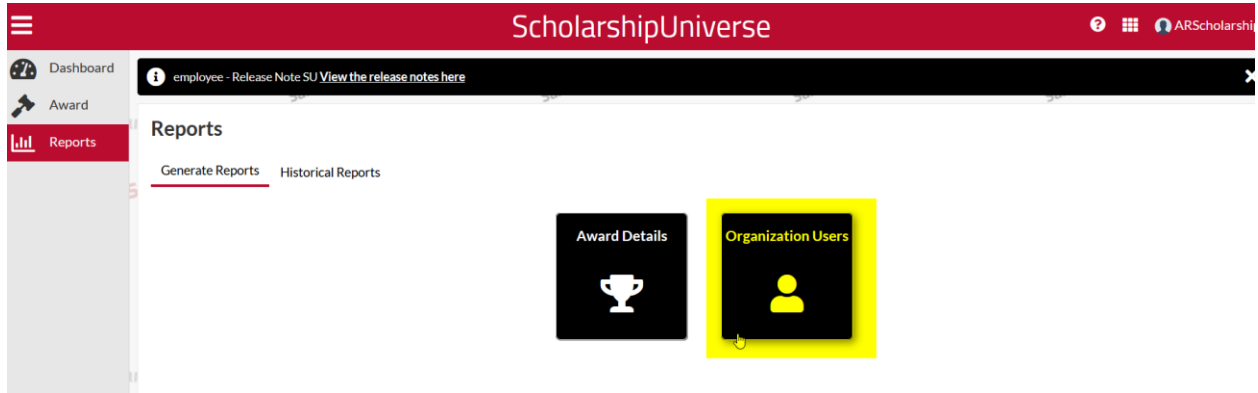 ScholarshipUniverse
ARScholarship
Dashboard
Award
Reports
employee - Release Note SU View the release notes here
Reports
Generate Reports Historical Reports
Award Details
Organization Users